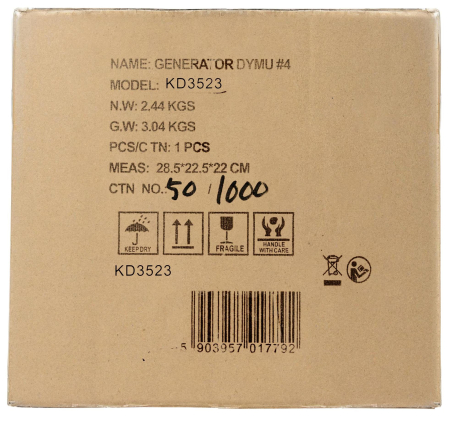 NAME: GENERATOR DYMU #4
MODEL: KD3523
N.W: 2.44 KGS
G.W: 3.04 KGS
PCS/C TN: 1 PCS
MEAS: 28.5*22.5*22 CM
CTN NO.: 50 / 1000
KEEP DRY
FRAGILE
HANDLE
WITH CARE
KD3523
5 903957 017792